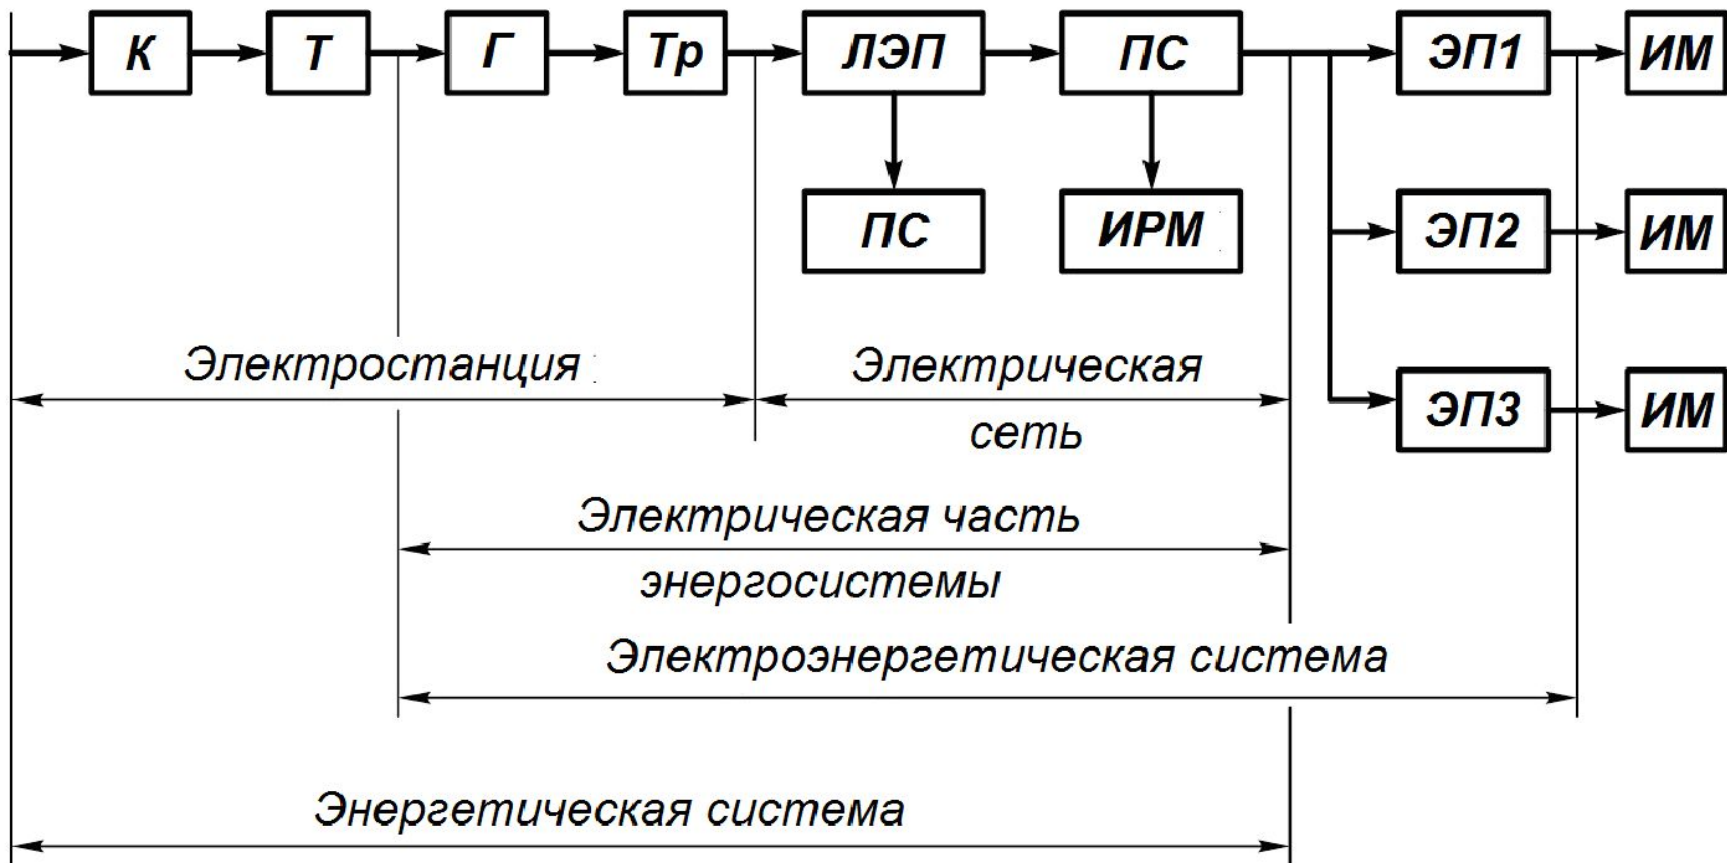 К Т Г Тр ЛЭП ПС ЭП1 ИМ
ПС ИРМ ЭП2 ИМ
Электростанция Электрическая
сеть
ЭП3 ИМ
Электрическая часть
энергосистемы
Электроэнергетическая система
Энергетическая система